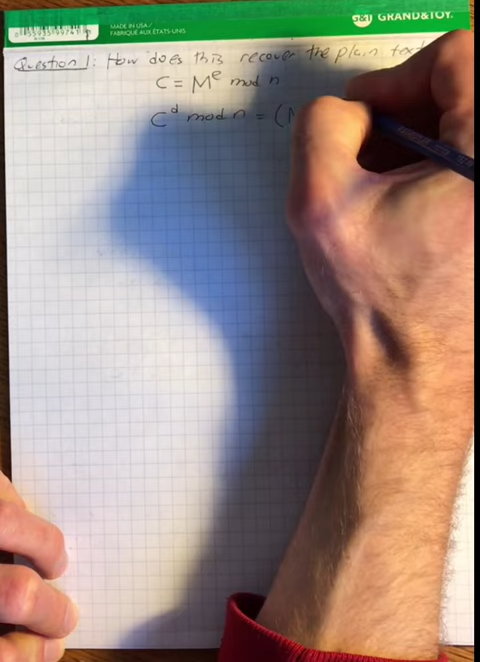 MADE IN USA/
FABRIQUÉ AUX ÉTATS-UNIS
G&T GRAND&TOY.
Question 1: How does this recover the plain text
C = M^e mod n
C^d mod n = (M